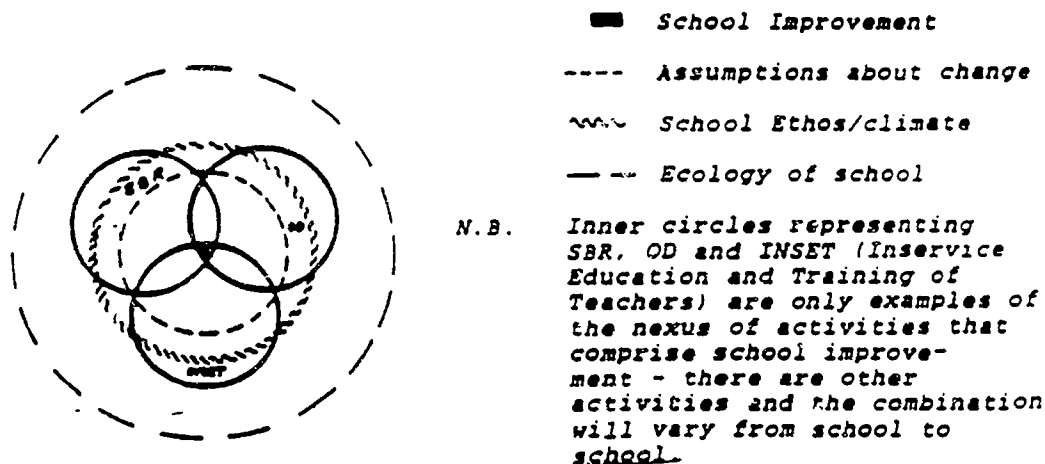 School Improvement
Assumptions about change
School Ethos/climate
Ecology of school
SBR
OD
INSET
N.B. Inner circles representing
SBR, OD and INSET (Inservice
Education and Training of
Teachers) are only examples of
the nexus of activities that
comprise school improve-
ment - there are other
activities and the combination
will vary from school to
school.